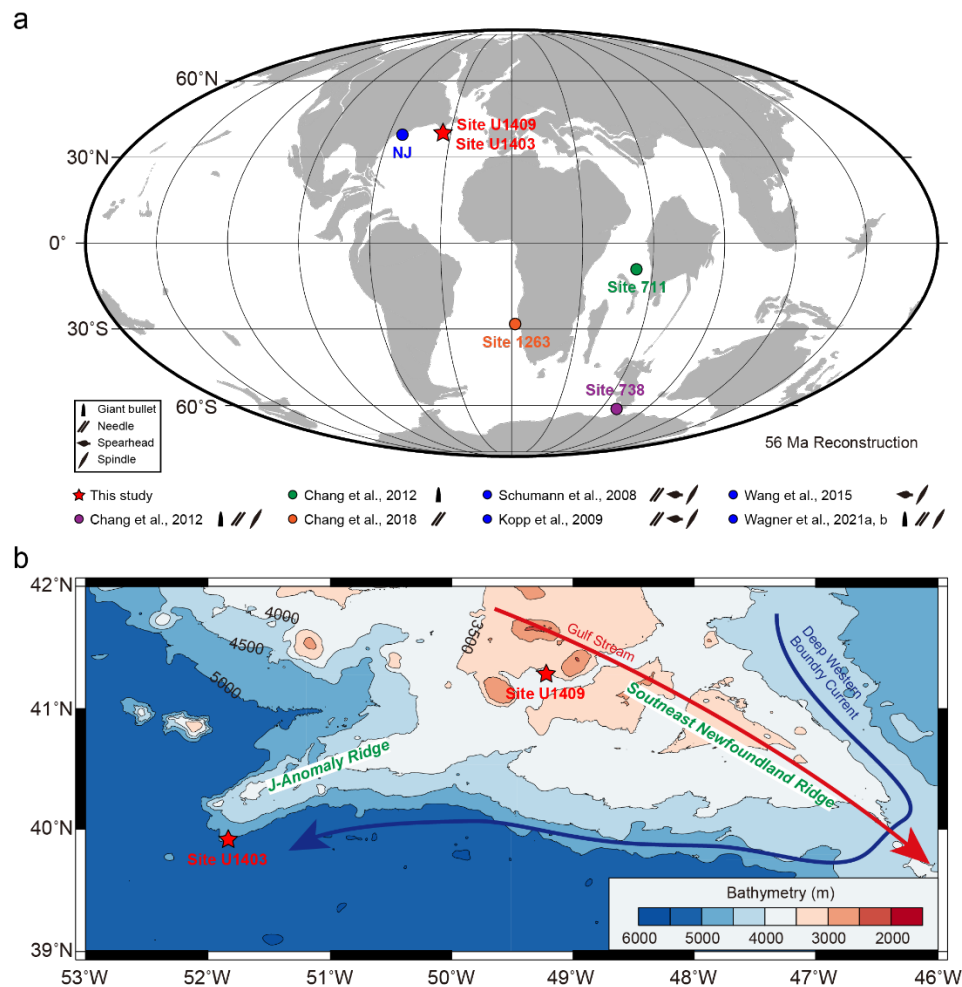 a
60°N
Site U1409
Site U1403
NJ
30°N
0°
Site 711
30°S
Site 1263
Site 738
60°S
Giant bullet
Needle
Spearhead
Spindle
56 Ma Reconstruction
This study
Chang et al., 2012
Schumann et al., 2008
Wang et al., 2015
Chang et al., 2012
Chang et al., 2018
Kopp et al., 2009
Wagner et al., 2021a, b
b
42°N
4000
4500
5000
3500
Gulf Stream
Deep Western
Boundry Current
Site U1409
41°N
Southeast Newfoundland Ridge
J-Anomaly Ridge
40°N
Site U1403
Bathymetry (m)
6000 5000 4000 3000 2000
39°N
53°W 52°W 51°W 50°W 49°W 48°W 47°W 46°W